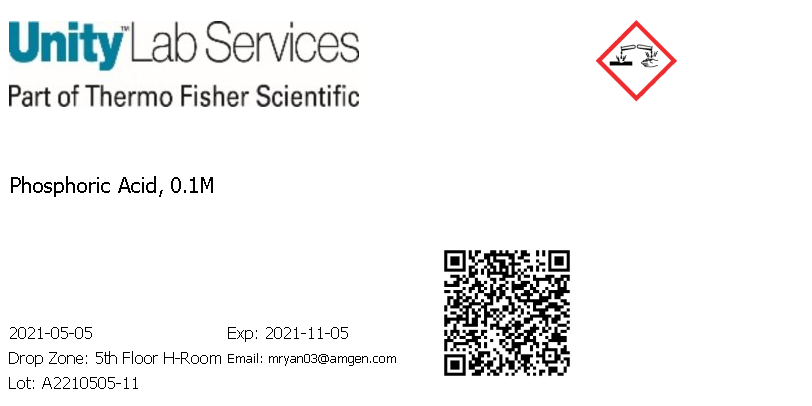 Unity™ Lab Services
Part of Thermo Fisher Scientific
Phosphoric Acid, 0.1M
2021-05-05 Exp: 2021-11-05
Drop Zone: 5th Floor H-Room Email: mryan03@amgen.com
Lot: A2210505-11